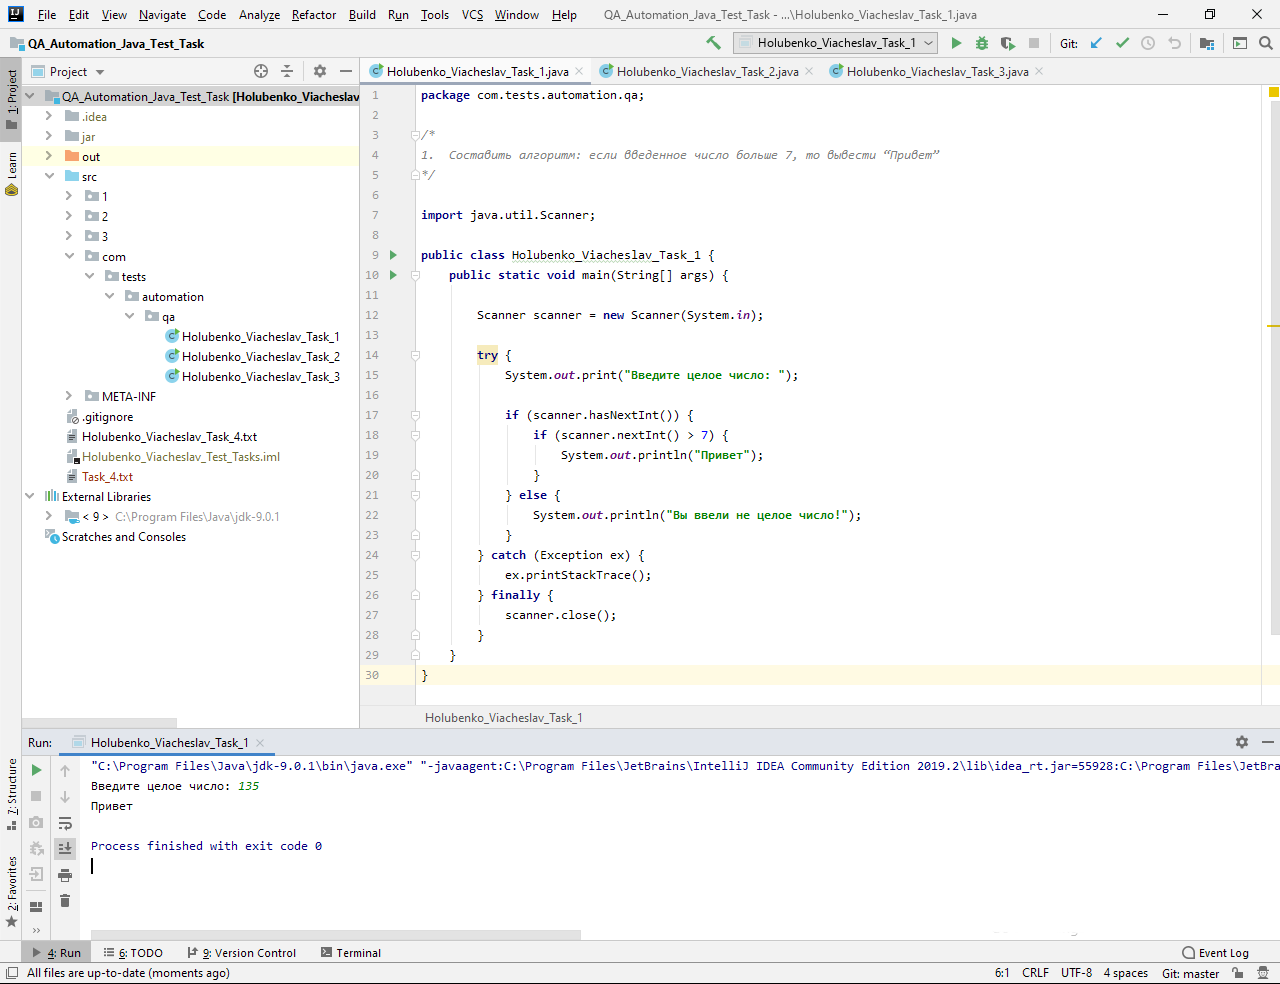 File Edit View Navigate Code Analyze Refactor Build Run Tools VCS Window Help QA_Automation_Java_Test_Task - ...\Holubenko_Viacheslav_Task_1.java
QA_Automation_Java_Test_Task Holubenko_Viacheslav_Task_1 Git:
Project Holubenko_Viacheslav_Task_1.java Holubenko_Viacheslav_Task_2.java Holubenko_Viacheslav_Task_3.java
1: Project
Learn
7: Structure
2: Favorites
QA_Automation_Java_Test_Task [Holubenko_Viacheslav
.idea
jar
out
src
1
2
3
com
tests
automation
qa
Holubenko_Viacheslav_Task_1
Holubenko_Viacheslav_Task_2
Holubenko_Viacheslav_Task_3
META-INF
.gitignore
Holubenko_Viacheslav_Task_4.txt
Holubenko_Viacheslav_Test_Tasks.iml
Task_4.txt
External Libraries
< 9 > C:\Program Files\Java\jdk-9.0.1
Scratches and Consoles
1 package com.tests.automation.qa;
2
3 /*
4 1. Составить алгоритм: если введенное число больше 7, то вывести “Привет”
5 */
6
7 import java.util.Scanner;
8
9 public class Holubenko_Viacheslav_Task_1 {
10 public static void main(String[] args) {
11
12 Scanner scanner = new Scanner(System.in);
13
14 try {
15 System.out.print("Введите целое число: ");
16
17 if (scanner.hasNextInt()) {
18 if (scanner.nextInt() > 7) {
19 System.out.println("Привет");
20 }
21 } else {
22 System.out.println("Вы ввели не целое число!");
23 }
24 } catch (Exception ex) {
25 ex.printStackTrace();
26 } finally {
27 scanner.close();
28 }
29 }
30 }
Holubenko_Viacheslav_Task_1
Run: Holubenko_Viacheslav_Task_1
"C:\Program Files\Java\jdk-9.0.1\bin\java.exe" "-javaagent:C:\Program Files\JetBrains\IntelliJ IDEA Community Edition 2019.2\lib\idea_rt.jar=55928:C:\Program Files\JetBra
Введите целое число: 135
Привет
Process finished with exit code 0
4: Run 6: TODO 9: Version Control Terminal Event Log
All files are up-to-date (moments ago) 6:1 CRLF UTF-8 4 spaces Git: master